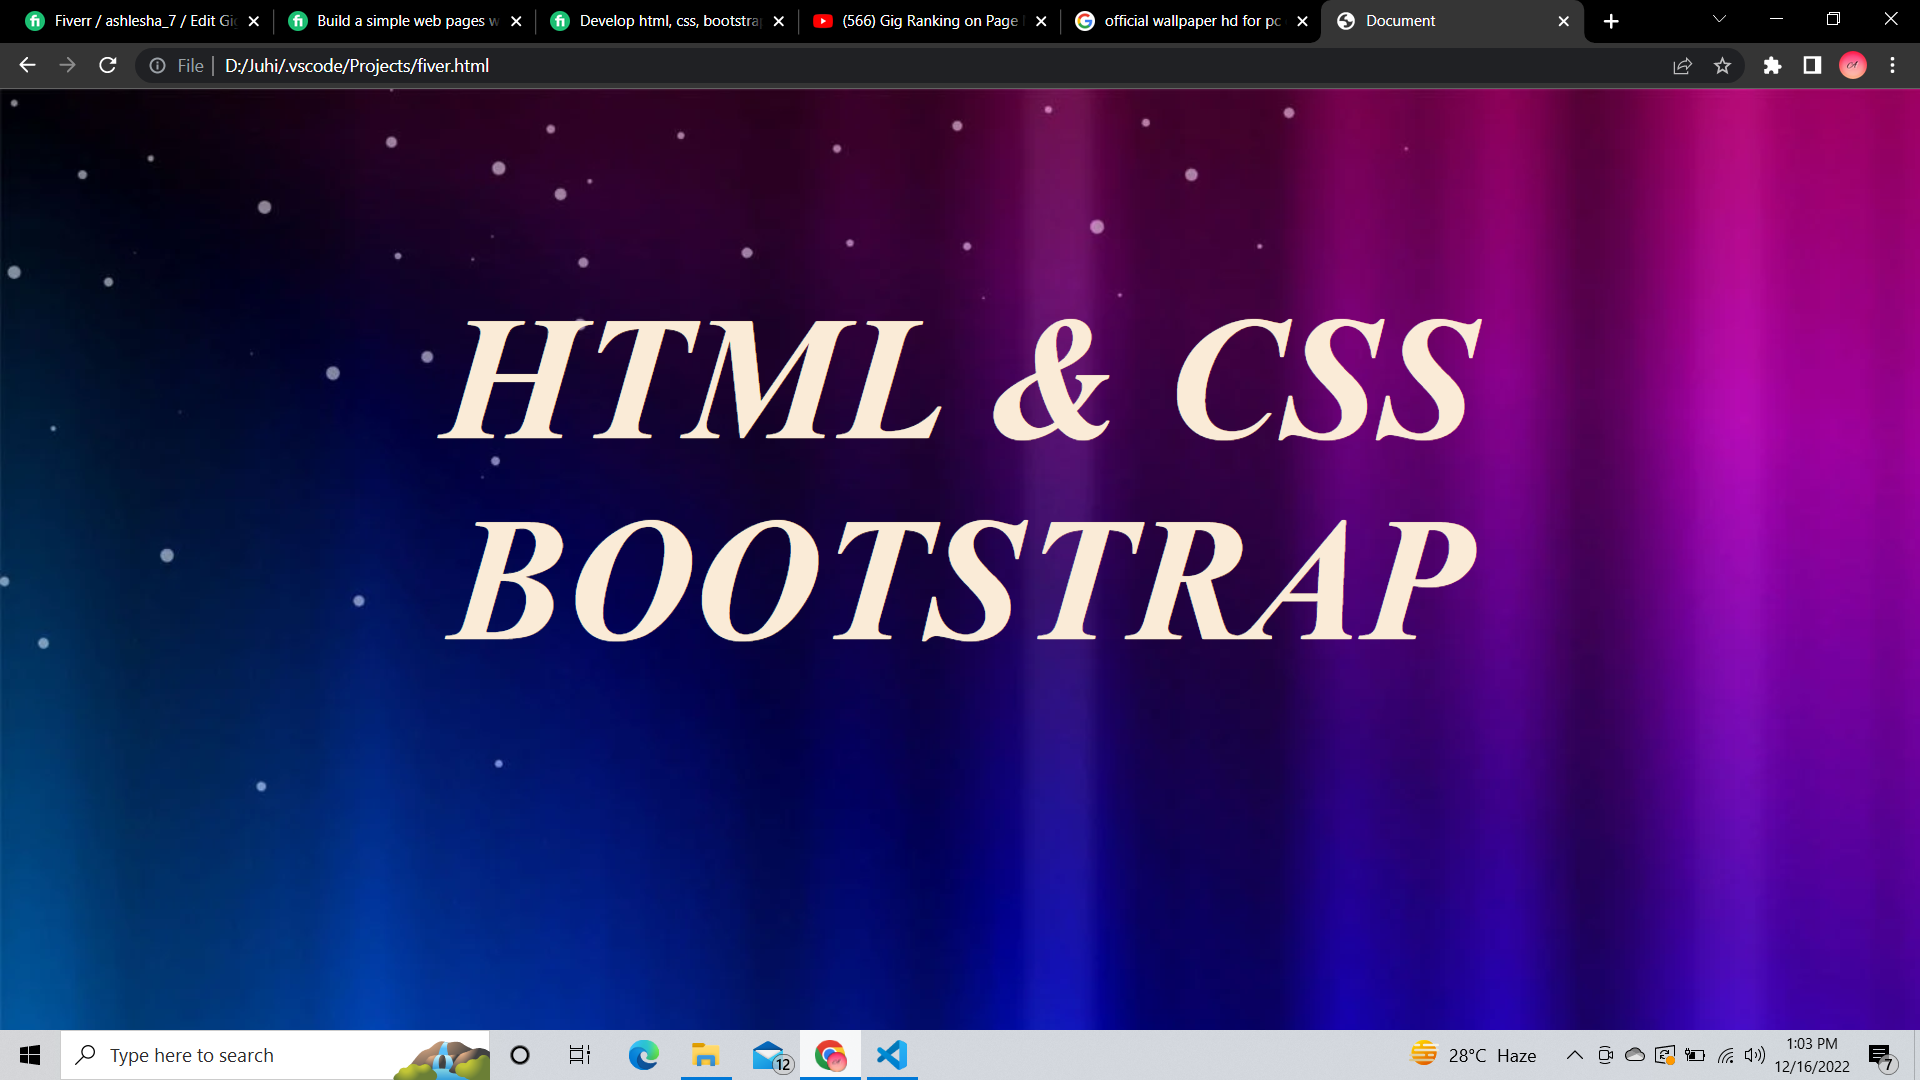 Fiverr / ashlesha_7 / Edit Gi
Build a simple web pages w
Develop html, css, bootstra
(566) Gig Ranking on Page
official wallpaper hd for pc
Document
File
D:/Juhi/.vscode/Projects/fiver.html
HTML & CSS
BOOTSTRAP
Type here to search
12
28°C Haze
1:03 PM
12/16/2022
7